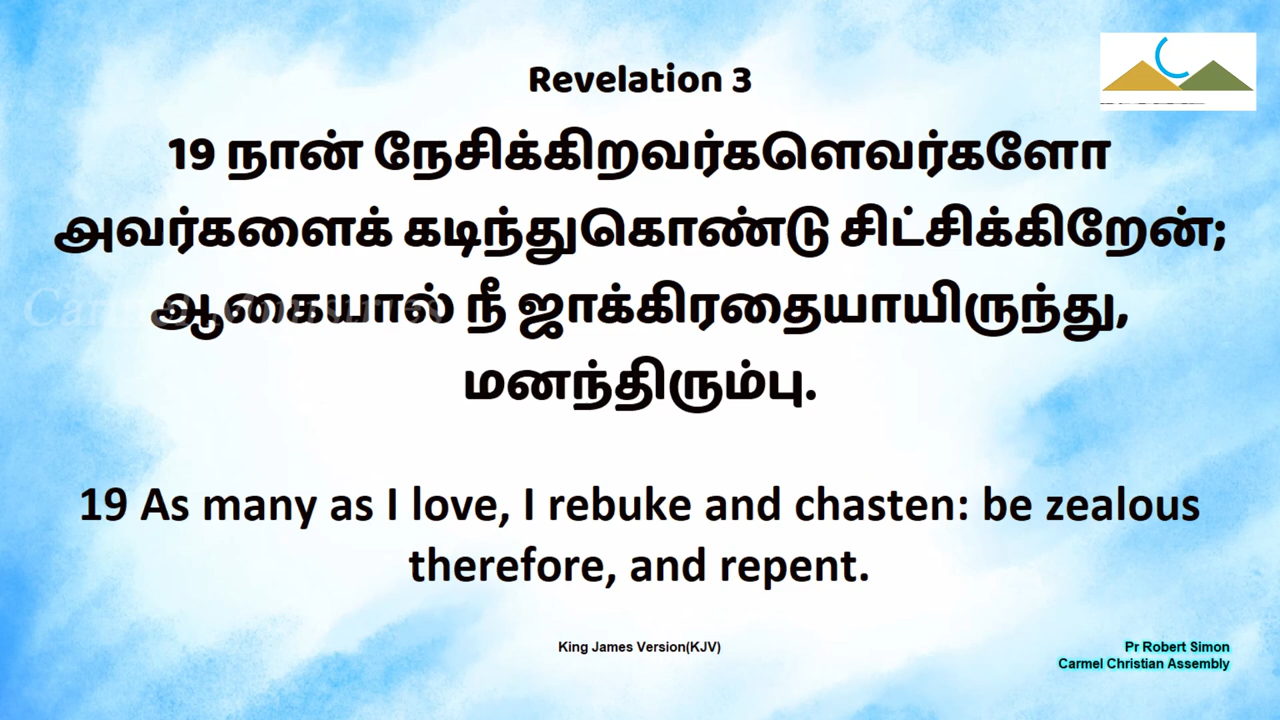 Revelation 3
19 நான் நேசிக்கிறவர்களெவர்களோ
அவர்களைக் கடிந்துகொண்டு சிட்சிக்கிறேன்;
ஆகையால் நீ ஜாக்கிரதையாயிருந்து,
மனந்திரும்பு.
19 As many as I love, I rebuke and chasten: be zealous
therefore, and repent.
King James Version(KJV)
Pr Robert Simon
Carmel Christian Assembly